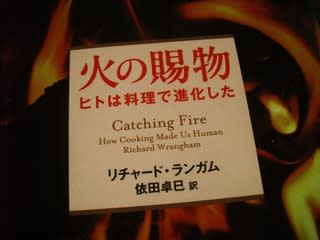 火の賜物
ヒトは料理で進化した
Catching Fire
How Cooking Made Us Human
Richard Wrangham
リチャード・ランガム
依田卓巳 訳